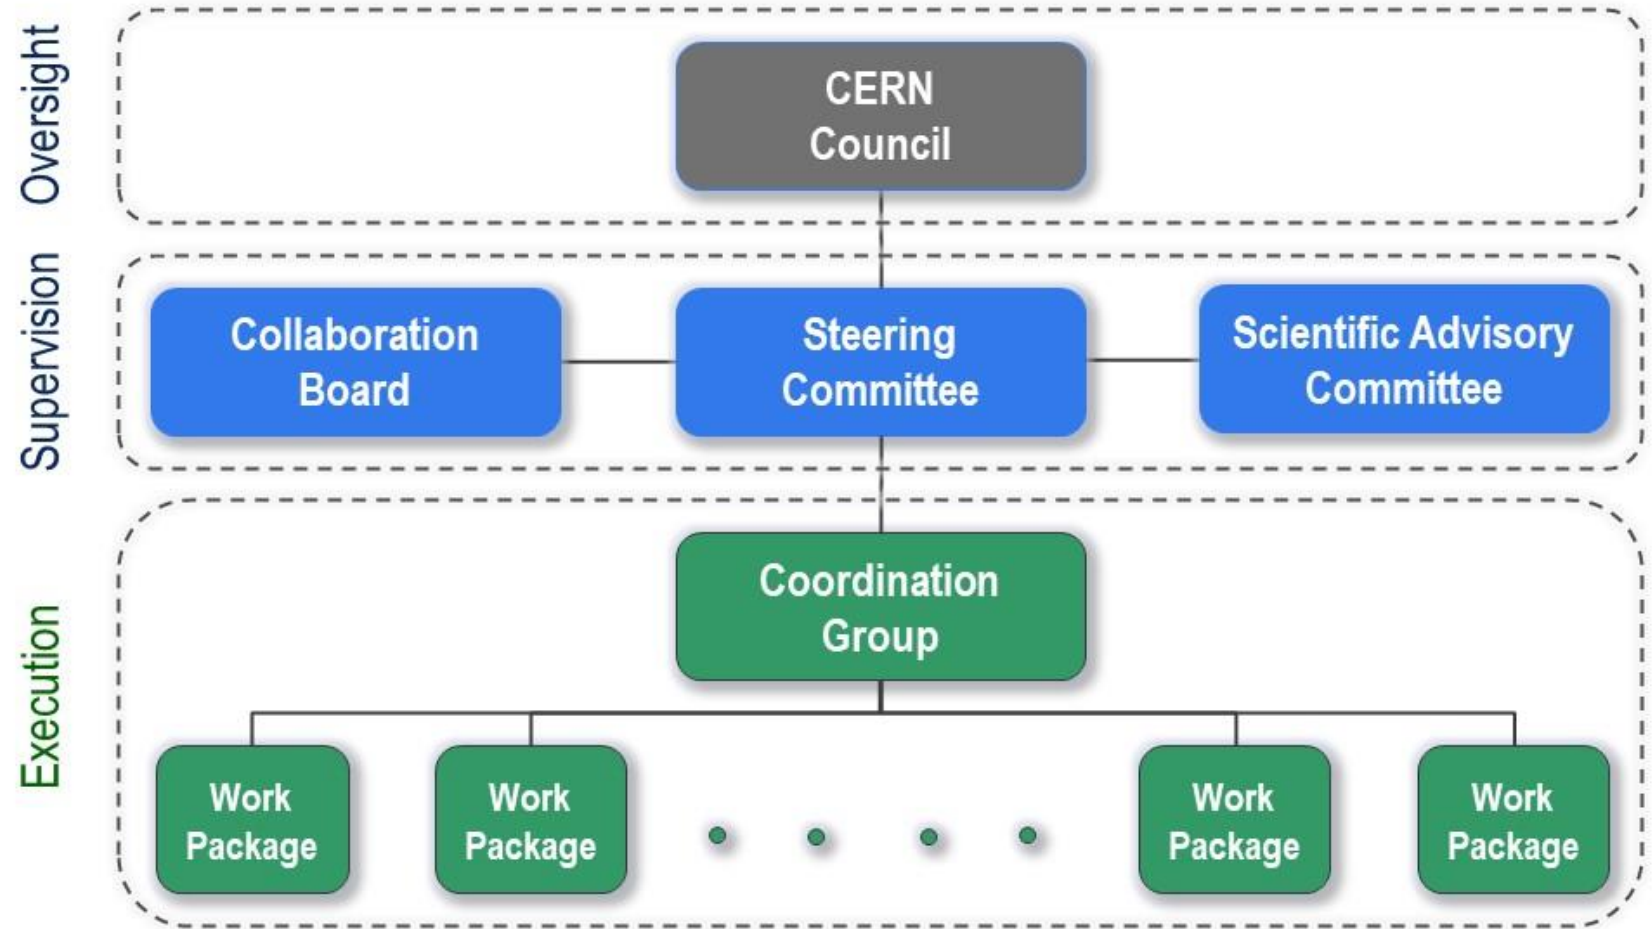 Oversight
CERN
Council
Supervision
Collaboration
Board
Steering
Committee
Scientific Advisory
Committee
Execution
Coordination
Group
Work
Package
Work
Package
Work
Package
Work
Package